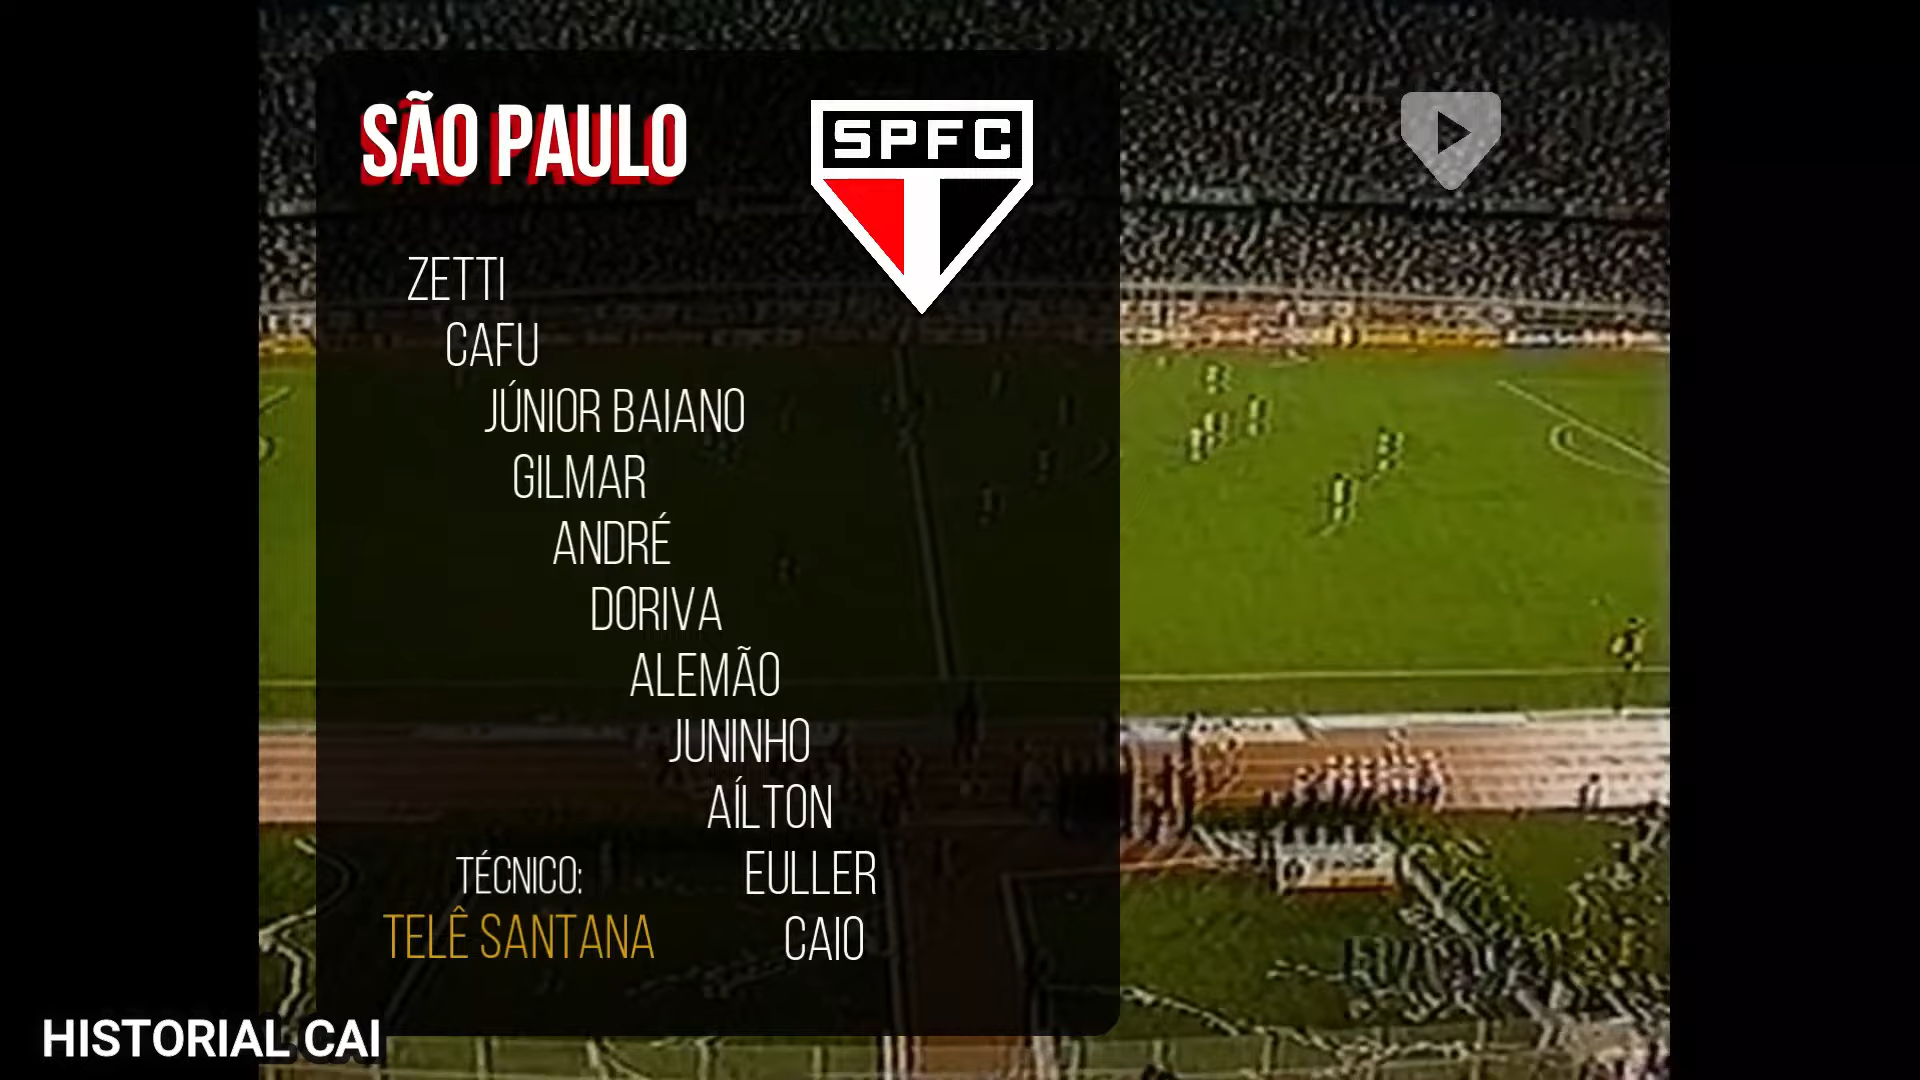 SÃO PAULO
SPFC
ZETTI
CAFU
JÚNIOR BAIANO
GILMAR
ANDRÉ
DORIVA
ALEMÃO
JUNINHO
AÍLTON
EULLER
CAIO
TÉCNICO:
TELÊ SANTANA
HISTORIAL CAI